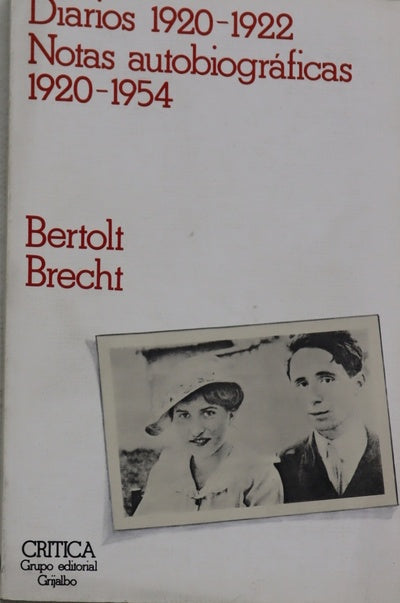 Diarios 1920-1922
Notas autobiográficas
1920-1954
Bertolt
Brecht
CRITICA
Grupo editorial
Grijalbo